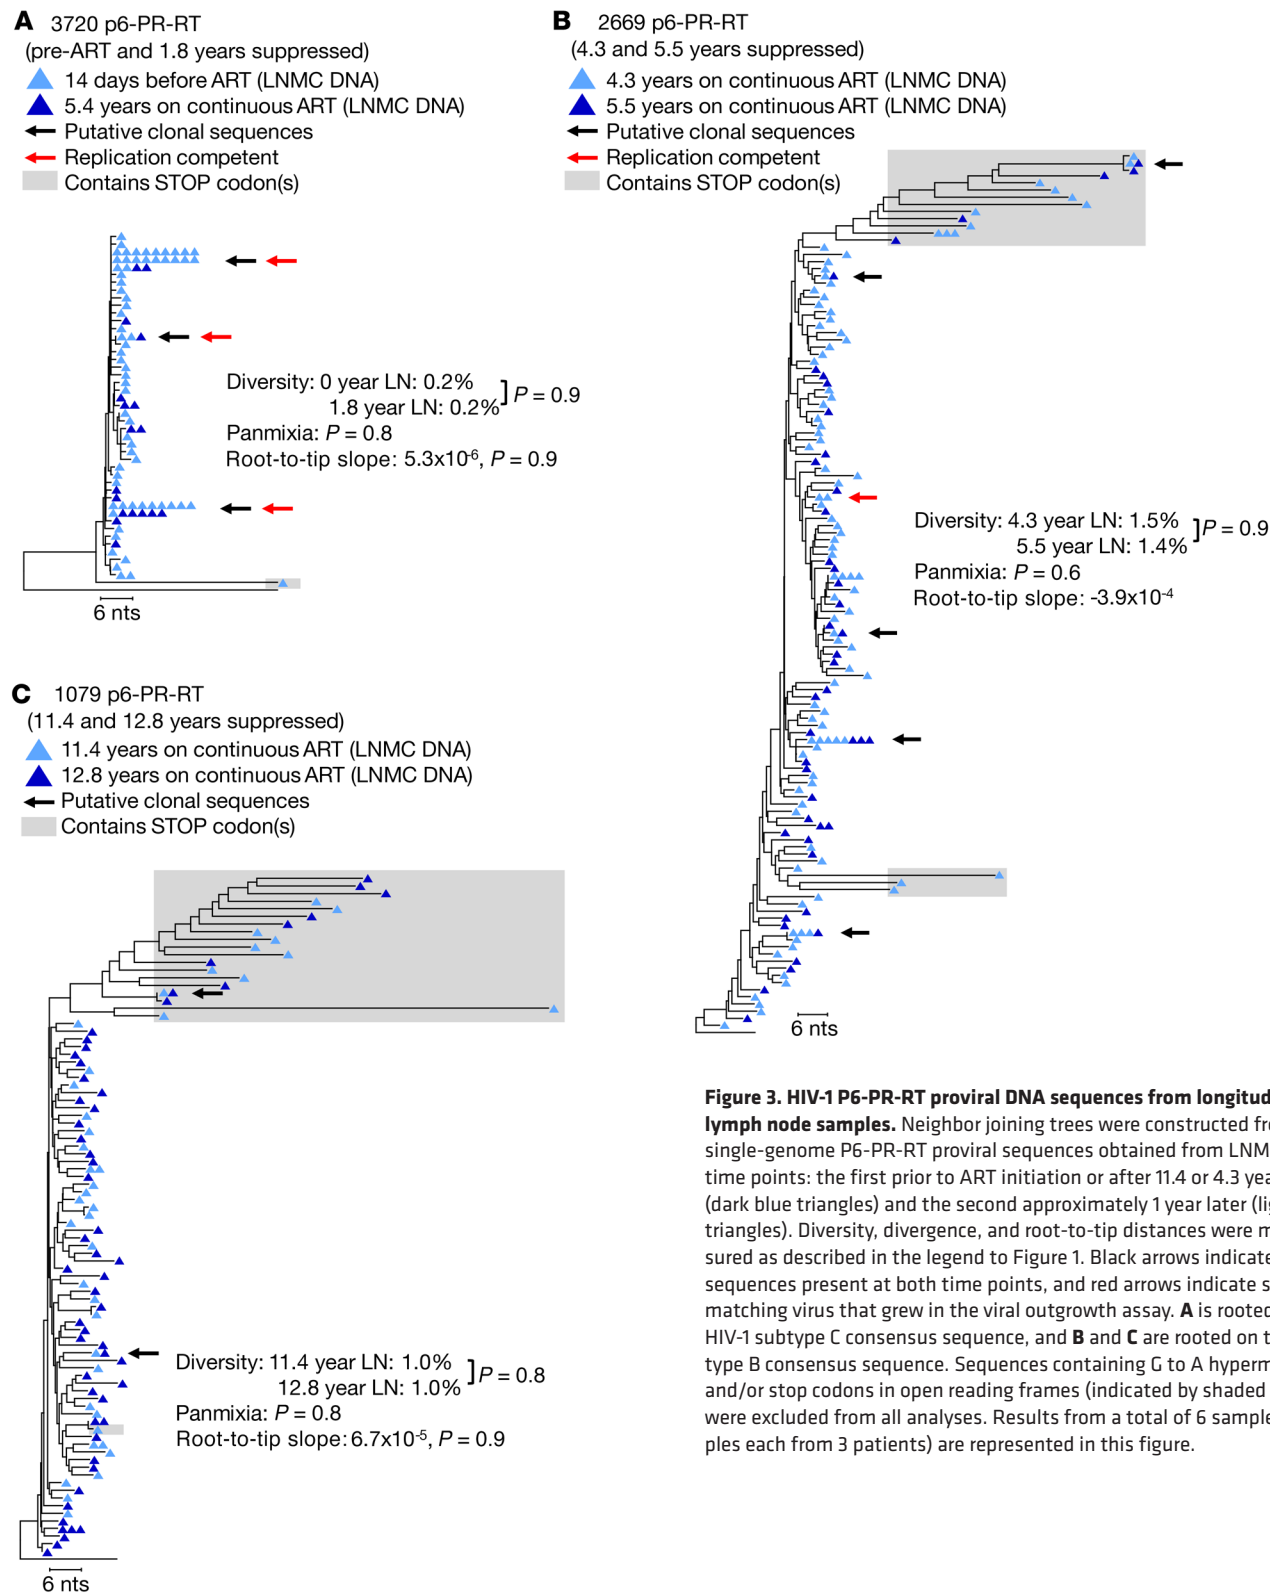 A 3720 p6-PR-RT
(pre-ART and 1.8 years suppressed)
14 days before ART (LNMC DNA)
5.4 years on continuous ART (LNMC DNA)
Putative clonal sequences
Replication competent
Contains STOP codon(s)
Diversity: 0 year LN: 0.2%
1.8 year LN: 0.2%
] P = 0.9
Panmixia: P = 0.8
Root-to-tip slope: 5.3x10-6, P = 0.9
6 nts
B 2669 p6-PR-RT
(4.3 and 5.5 years suppressed)
4.3 years on continuous ART (LNMC DNA)
5.5 years on continuous ART (LNMC DNA)
Putative clonal sequences
Replication competent
Contains STOP codon(s)
Diversity: 4.3 year LN: 1.5%
5.5 year LN: 1.4%
] P = 0.9
Panmixia: P = 0.6
Root-to-tip slope: -3.9x10-4
6 nts
C 1079 p6-PR-RT
(11.4 and 12.8 years suppressed)
11.4 years on continuous ART (LNMC DNA)
12.8 years on continuous ART (LNMC DNA)
Putative clonal sequences
Contains STOP codon(s)
Diversity: 11.4 year LN: 1.0%
12.8 year LN: 1.0%
] P = 0.8
Panmixia: P = 0.8
Root-to-tip slope: 6.7x10-5, P = 0.9
6 nts
Figure 3. HIV-1 P6-PR-RT proviral DNA sequences from
lymph node samples. Neighbor joining trees were constructed
single-genome P6-PR-RT proviral sequences obtained from
time points: the first prior to ART initiation or after 11.4 or 4.3
(dark blue triangles) and the second approximately 1 year later
triangles). Diversity, divergence, and root-to-tip distances were
sured as described in the legend to Figure 1. Black arrows indicate
sequences present at both time points, and red arrows indicate
matching virus that grew in the viral outgrowth assay. A is rooted
HIV-1 subtype C consensus sequence, and B and C are rooted on
type B consensus sequence. Sequences containing G to A
and/or stop codons in open reading frames (indicated by shaded
were excluded from all analyses. Results from a total of 6
ples each from 3 patients) are represented in this figure.